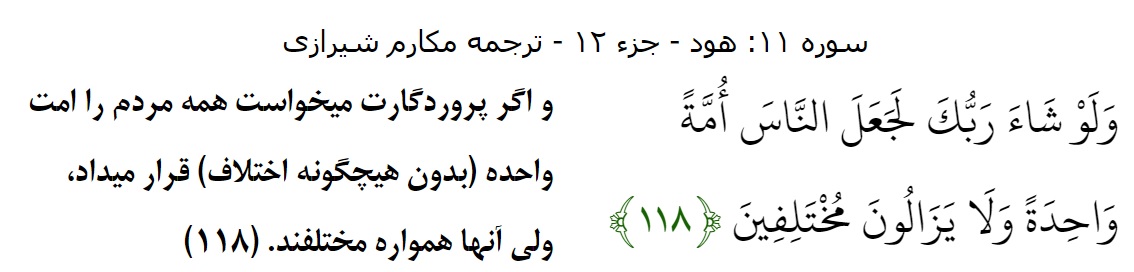 سوره ۱۱: هود - جزء ۱۲ - ترجمه مکارم شیرازی
وَلَوْ شَاءَ رَبُّكَ لَجَعَلَ النَّاسَ أُمَّةً
وَاحِدَةً وَلَا يَزَالُونَ مُخْتَلِفِينَ ﴿۱۱۸﴾
و اگر پروردگارت میخواست همه مردم را امت
واحده (بدون هیچگونه اختلاف) قرار میداد،
ولی آنها همواره مختلفند. (۱۱۸)